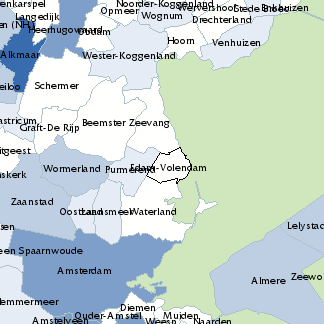 Noorder-Koggenland
Enkhuizen
Langedijk
Opmeer
Wognum
Wervershoof
Stede Broec
Drechterland
Heerhugowaard
Obdam
Hoorn
Venhuizen
Alkmaar
Wester-Koggenland
Schermer
Beemster
Zeevang
Graft-De Rijp
Edam-Volendam
Wormerland
Purmerend
Zaanstad
Oostzaan
Landsmeer
Waterland
Lelystad
Amsterdam
Almere
Zeewo
Diemen
Ouder-Amstel
Muiden
Amstelveen
Weesp
Naarden